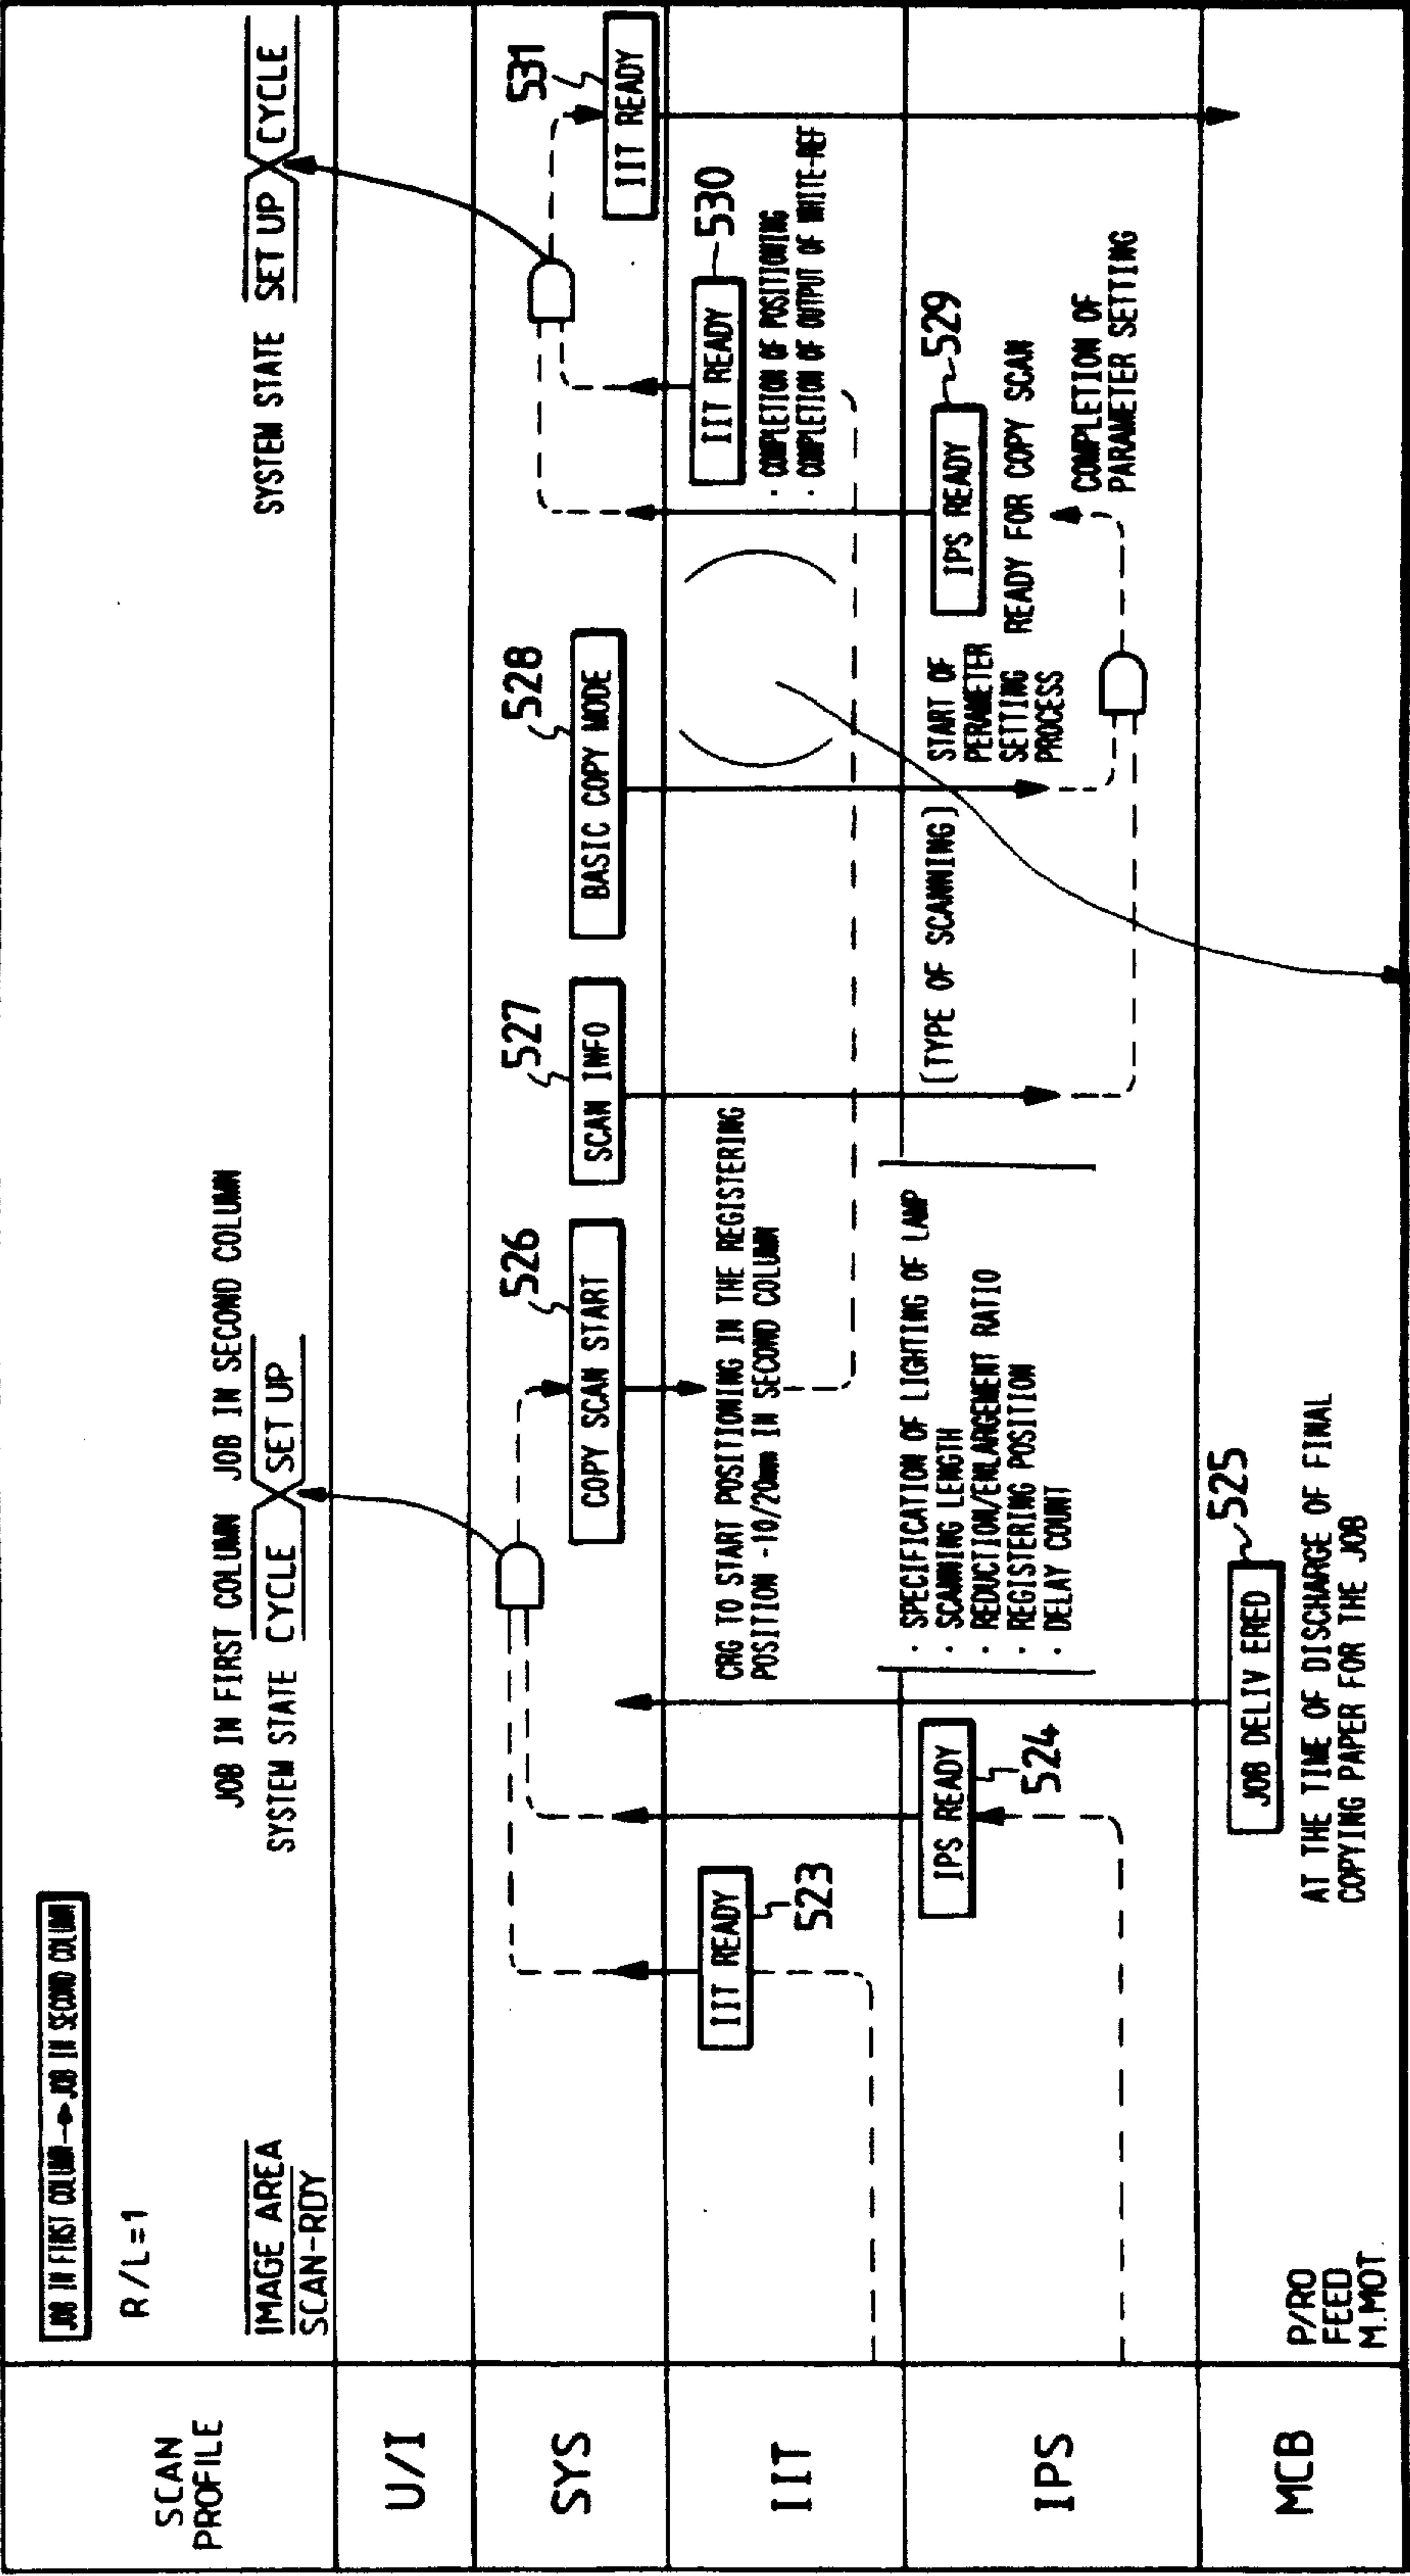 SCAN
PROFILE
JOB IN FIRST COLUMN → JOB IN SECOND COLUMN
R/L=1
IMAGE AREA
SCAN-RDY
JOB IN FIRST COLUMN JOB IN SECOND COLUMN
SYSTEM STATE CYCLE SET UP
SYSTEM STATE SET UP CYCLE
U/I
SYS
526
COPY SCAN START
527
SCAN INFO
528
BASIC COPY MODE
531
IIT READY
IIT
IIT READY
523
CRG TO START POSITIONING IN THE REGISTERING
POSITION -10/20mm IN SECOND COLUMN
IIT READY
530
· COMPLETION OF POSITIONING
· COMPLETION OF OUTPUT OF WHITE-REF
IPS
IPS READY
524
· SPECIFICATION OF LIGHTING OF LAMP
· SCANNING LENGTH
· REDUCTION/ENLARGEMENT RATIO
· REGISTERING POSITION
· DELAY COUNT
(TYPE OF SCANNING)
START OF
PERAMETER
SETTING
PROCESS
IPS READY
529
READY FOR COPY SCAN
COMPLETION OF
PARAMETER SETTING
MCB
P/RO
FEED
M.MOT
JOB DELIV ERED
525
AT THE TIME OF DISCHARGE OF FINAL
COPYING PAPER FOR THE JOB